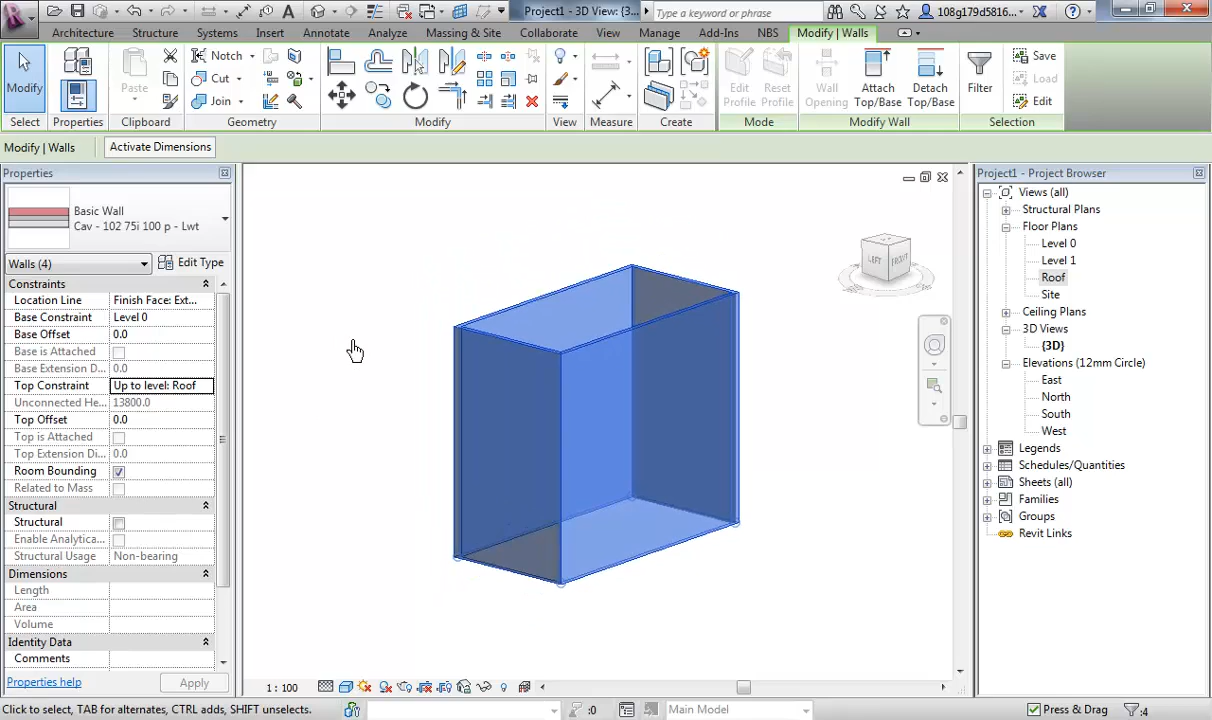 Project1 - 3D View: {3...
Type a keyword or phrase
108g179d5816...
Architecture Structure Systems Insert Annotate Analyze Massing & Site Collaborate View Manage Add-Ins NBS Modify | Walls
Modify
Paste
Notch
Cut
Join
Edit Profile
Reset Profile
Wall Opening
Attach Top/Base
Detach Top/Base
Filter
Save
Load
Edit
Select Properties Clipboard Geometry Modify View Measure Create Mode Modify Wall Selection
Modify | Walls Activate Dimensions
Properties
Basic Wall
Cav - 102 75i 100 p - Lwt
Walls (4) Edit Type
Constraints
Location Line Finish Face: Ext...
Base Constraint Level 0
Base Offset 0.0
Base is Attached
Base Extension D... 0.0
Top Constraint Up to level: Roof
Unconnected He... 13800.0
Top Offset 0.0
Top is Attached
Top Extension Di... 0.0
Room Bounding
Related to Mass
Structural
Structural
Enable Analytica...
Structural Usage Non-bearing
Dimensions
Length
Area
Volume
Identity Data
Comments
Properties help Apply
LEFT FRONT
1 : 100
Project1 - Project Browser
Views (all)
Structural Plans
Floor Plans
Level 0
Level 1
Roof
Site
Ceiling Plans
3D Views
{3D}
Elevations (12mm Circle)
East
North
South
West
Legends
Schedules/Quantities
Sheets (all)
Families
Groups
Revit Links
Click to select, TAB for alternates, CTRL adds, SHIFT unselects. :0 Main Model Press & Drag :4